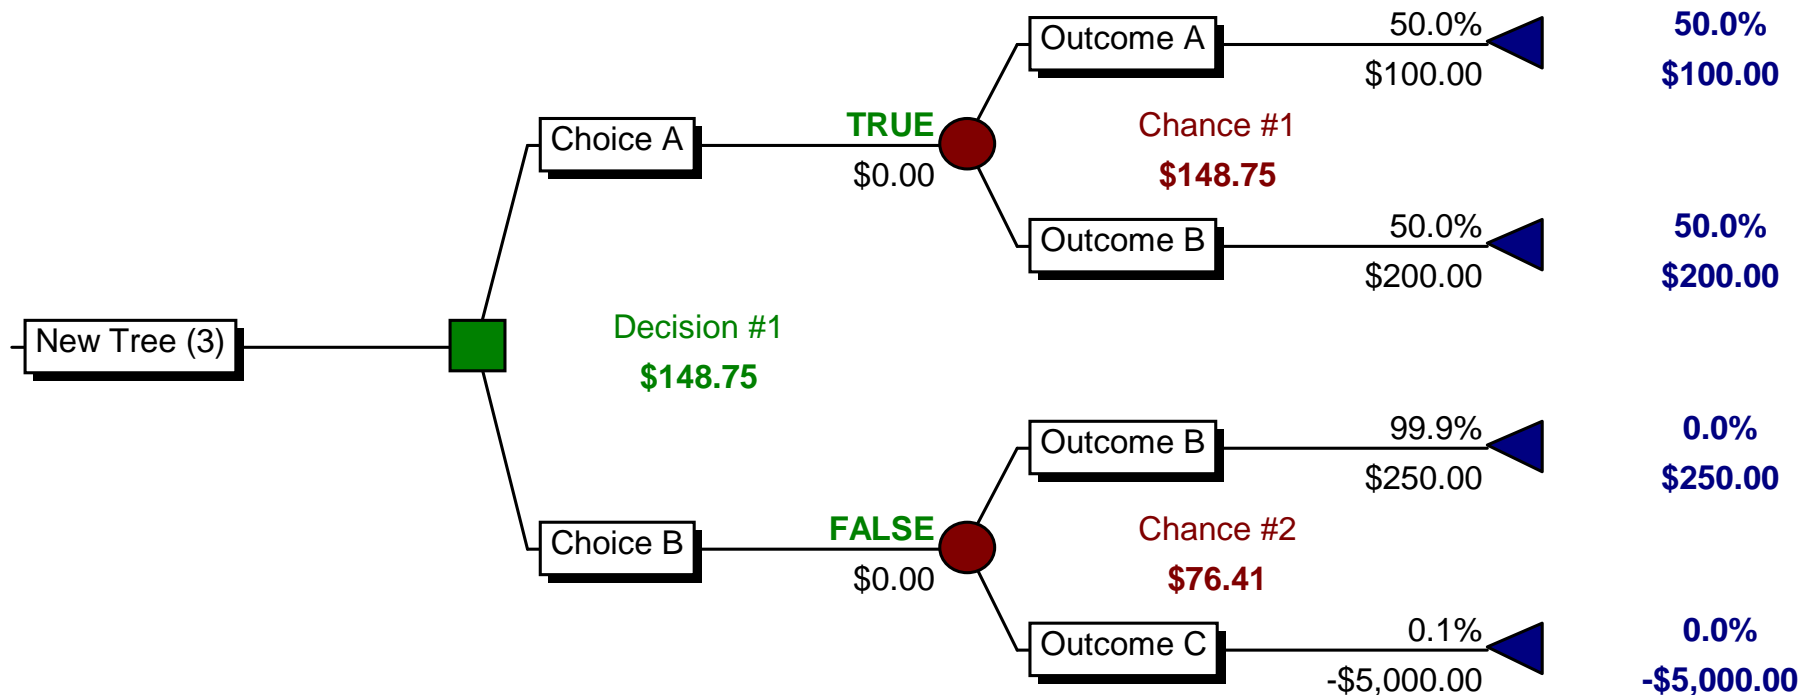 Outcome A
50.0%
50.0%
$100.00
$100.00
Choice A
TRUE
Chance #1
$0.00
$148.75
Outcome B
50.0%
50.0%
$200.00
$200.00
New Tree (3)
Decision #1
$148.75
Outcome B
99.9%
0.0%
$250.00
$250.00
Choice B
FALSE
Chance #2
$0.00
$76.41
Outcome C
0.1%
0.0%
-$5,000.00
-$5,000.00